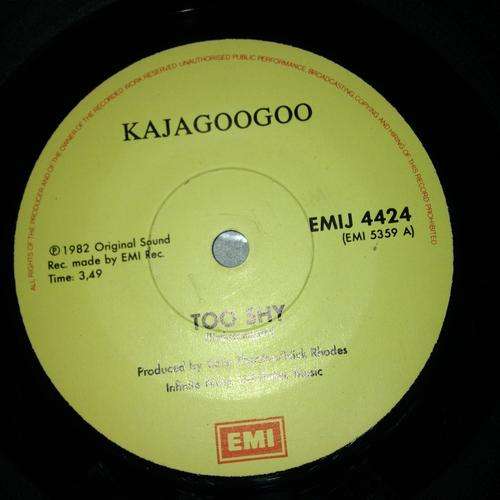 ALL RIGHTS OF THE PRODUCER AND OF THE OWNER OF THE RECORDED WORK RESERVED UNAUTHORISED PUBLIC PERFORMANCE, BROADCASTING, COPYING AND HIRING OF THIS RECORD PROHIBITED
KAJAGOOGOO
EMIJ 4424
(EMI 5359 A)
℗ 1982 Original Sound
Rec. made by EMI Rec.
Time: 3,49
TOO SHY
Produced by Nick Rhodes
Infinite Music
EMI